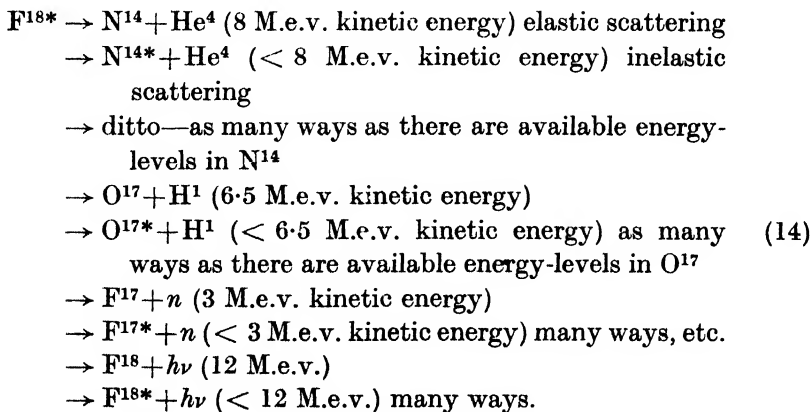 F¹⁸* → N¹⁴+He⁴ (8 M.e.v. kinetic energy) elastic scattering
→ N¹⁴*+He⁴ (< 8 M.e.v. kinetic energy) inelastic
scattering
→ ditto—as many ways as there are available energy-
levels in N¹⁴
→ O¹⁷+H¹ (6·5 M.e.v. kinetic energy)
→ O¹⁷*+H¹ (< 6·5 M.e.v. kinetic energy) as many (14)
ways as there are available energy-levels in O¹⁷
→ F¹⁷+n (3 M.e.v. kinetic energy)
→ F¹⁷*+n (< 3 M.e.v. kinetic energy) many ways, etc.
→ F¹⁸+hν (12 M.e.v.)
→ F¹⁸*+hν (< 12 M.e.v.) many ways.